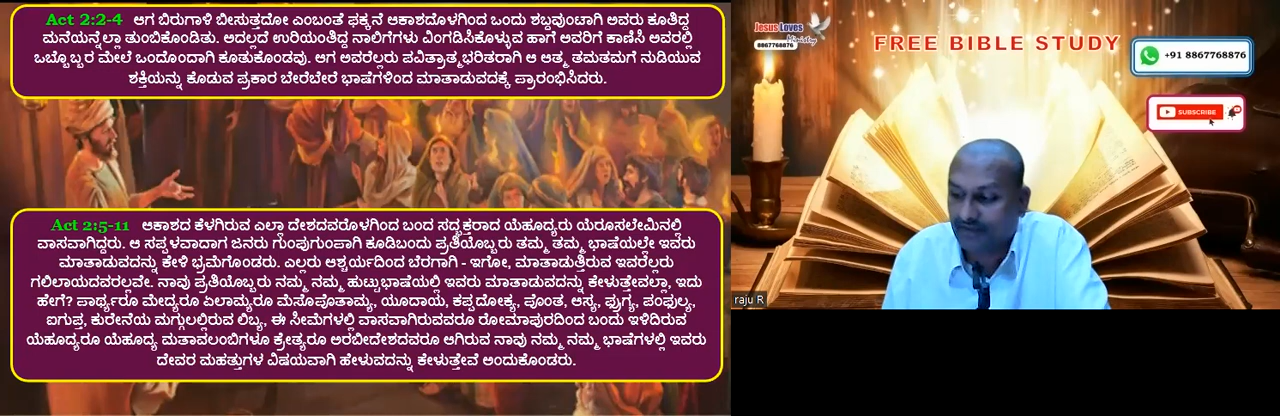 Act 2:2-4 ಆಗ ಬಿರುಗಾಳಿ ಬೀಸುತ್ತದೋ ಎಂಬಂತೆ ಫಕ್ಕನೆ ಆಕಾಶದೊಳಗಿಂದ ಒಂದು ಶಬ್ದವುಂಟಾಗಿ ಅವರು ಕೂತಿದ್ದ
ಮನೆಯನ್ನೆಲ್ಲಾ ತುಂಬಿಕೊಂಡಿತು. ಅದಲ್ಲದೆ ಉರಿಯಂತಿದ್ದ ನಾಲಿಗೆಗಳು ವಿಂಗಡಿಸಿಕೊಳ್ಳುವ ಹಾಗೆ ಅವರಿಗೆ ಕಾಣಿಸಿ ಅವರಲ್ಲಿ
ಒಬ್ಬೊಬ್ಬರ ಮೇಲೆ ಒಂದೊಂದಾಗಿ ಕೂತುಕೊಂಡವು. ಆಗ ಅವರೆಲ್ಲರು ಪವಿತ್ರಾತ್ಮಭರಿತರಾಗಿ ಆ ಆತ್ಮ ತಮತಮಗೆ ನುಡಿಯುವ
ಶಕ್ತಿಯನ್ನು ಕೊಡುವ ಪ್ರಕಾರ ಬೇರೆಬೇರೆ ಭಾಷೆಗಳಿಂದ ಮಾತಾಡುವದಕ್ಕೆ ಪ್ರಾರಂಭಿಸಿದರು.
Act 2:5-11 ಆಕಾಶದ ಕೆಳಗಿರುವ ಎಲ್ಲಾ ದೇಶದವರೊಳಗಿಂದ ಬಂದ ಸದ್ಭಕ್ತರಾದ ಯೆಹೂದ್ಯರು ಯೆರೂಸಲೇಮಿನಲ್ಲಿ
ವಾಸವಾಗಿದ್ದರು. ಆ ಸಪ್ಪಳವಾದಾಗ ಜನರು ಗುಂಪುಗುಂಪಾಗಿ ಕೂಡಿಬಂದು ಪ್ರತಿಯೊಬ್ಬರು ತಮ್ಮ ತಮ್ಮ ಭಾಷೆಯಲ್ಲೇ ಇವರು
ಮಾತಾಡುವದನ್ನು ಕೇಳಿ ಭ್ರಮೆಗೊಂಡರು. ಎಲ್ಲರು ಆಶ್ಚರ್ಯದಿಂದ ಬೆರಗಾಗಿ - ಇಗೋ, ಮಾತಾಡುತ್ತಿರುವ ಇವರೆಲ್ಲರು
ಗಲಿಲಾಯದವರಲ್ಲವೇ. ನಾವು ಪ್ರತಿಯೊಬ್ಬರು ನಮ್ಮ ನಮ್ಮ ಹುಟ್ಟುಭಾಷೆಯಲ್ಲಿ ಇವರು ಮಾತಾಡುವದನ್ನು ಕೇಳುತ್ತೇವಲ್ಲಾ, ಇದು
ಹೇಗೆ? ಪಾರ್ಥ್ಯರೂ ಮೇದ್ಯರೂ ಏಲಾಮ್ಯರೂ ಮೆಸೊಪೊತಾಮ್ಯ, ಯೂದಾಯ, ಕಪ್ಪದೋಕ್ಯ, ಪೊಂತ, ಆಸ್ಯ, ಫ್ರುಗ್ಯ, ಪಂಫುಲ್ಯ,
ಐಗುಪ್ತ, ಕುರೇನೆಯ ಮಗ್ಗುಲಲ್ಲಿರುವ ಲಿಬ್ಯ, ಈ ಸೀಮೆಗಳಲ್ಲಿ ವಾಸವಾಗಿರುವವರೂ ರೋಮಾಪುರದಿಂದ ಬಂದು ಇಳಿದಿರುವ
ಯೆಹೂದ್ಯರೂ ಯೆಹೂದ್ಯ ಮತಾವಲಂಬಿಗಳೂ ಕ್ರೇತ್ಯರೂ ಅರಬೀದೇಶದವರೂ ಆಗಿರುವ ನಾವು ನಮ್ಮ ನಮ್ಮ ಭಾಷೆಗಳಲ್ಲಿ ಇವರು
ದೇವರ ಮಹತ್ತುಗಳ ವಿಷಯವಾಗಿ ಹೇಳುವದನ್ನು ಕೇಳುತ್ತೇವೆ ಅಂದುಕೊಂಡರು.
Jesus Loves
Ministry
8867768876
FREE BIBLE STUDY
+91 8867768876
SUBSCRIBE
raju R